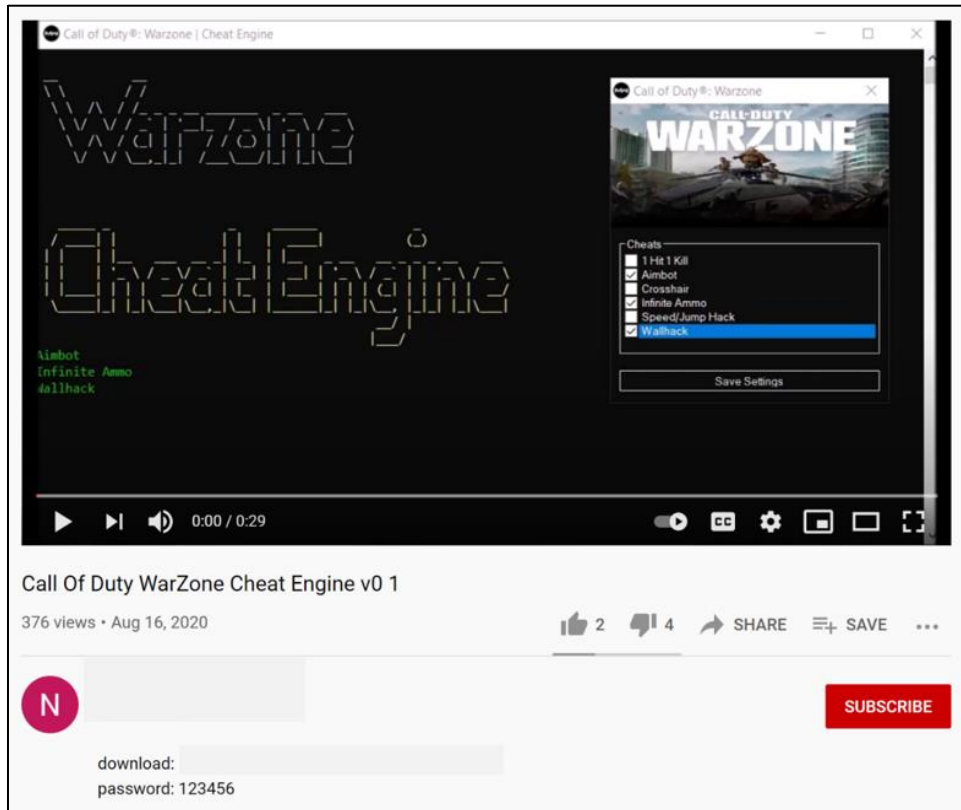 Call of Duty®: Warzone | Cheat Engine
Warzone
Cheat Engine
Aimbot
Infinite Ammo
Wallhack
Call of Duty®: Warzone
CALL·DUTY
WARZONE
Cheats
1 Hit 1 Kill
Aimbot
Crosshair
Infinite Ammo
Speed/Jump Hack
Wallhack
Save Settings
0:00 / 0:29
CC
Call Of Duty WarZone Cheat Engine v0 1
376 views • Aug 16, 2020
2 4 SHARE SAVE
N
SUBSCRIBE
download:
password: 123456